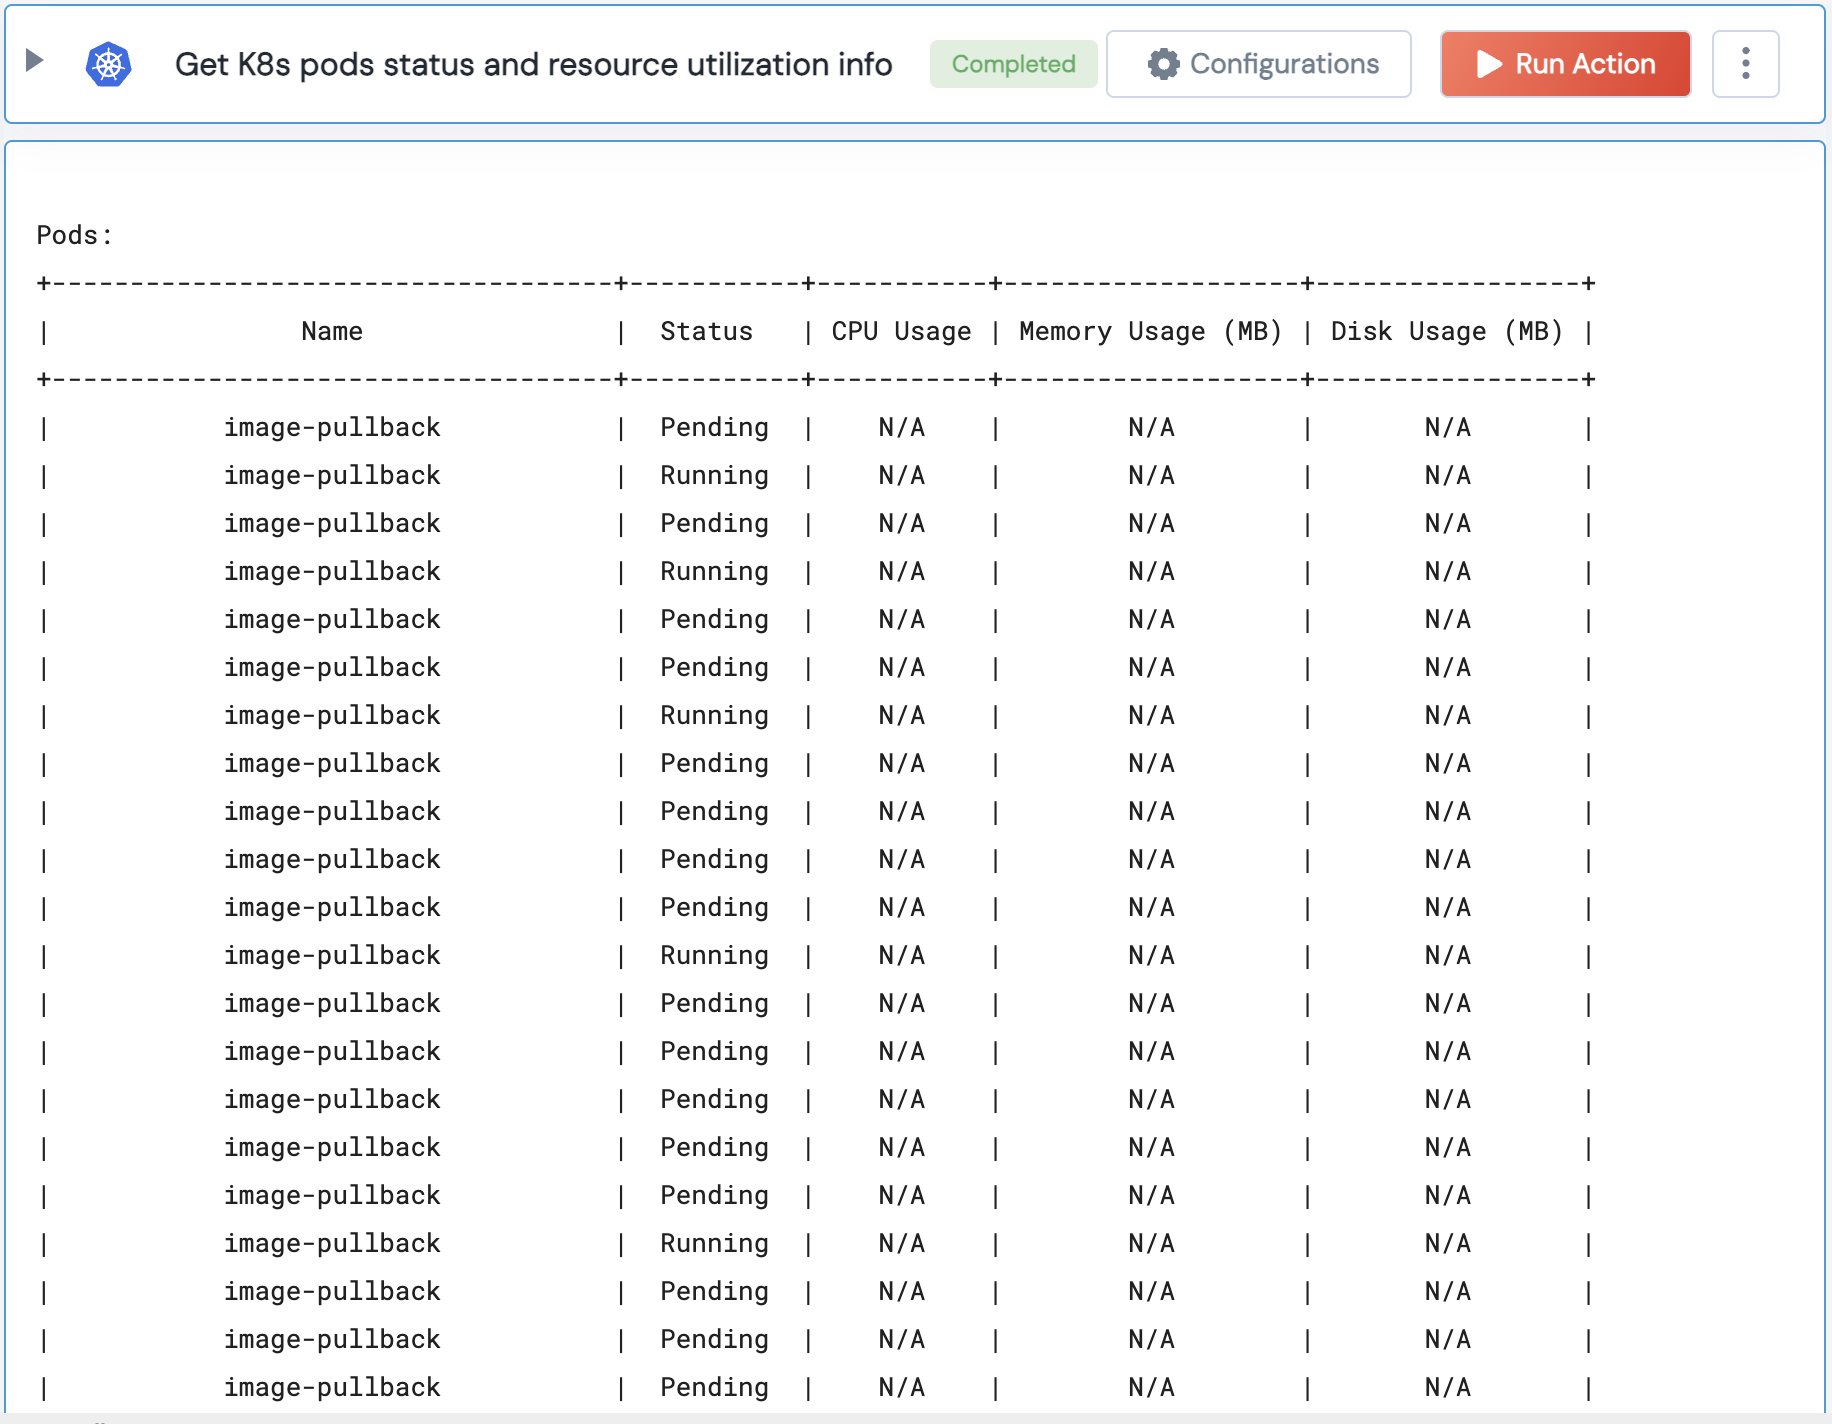 Get K8s pods status and resource utilization info Completed Configurations Run Action
Pods:
+------------------------------------+-----------+-----------+-------------------+-----------------+
| Name | Status | CPU Usage | Memory Usage (MB) | Disk Usage (MB) |
+------------------------------------+-----------+-----------+-------------------+-----------------+
| image-pullback | Pending | N/A | N/A | N/A |
| image-pullback | Running | N/A | N/A | N/A |
| image-pullback | Pending | N/A | N/A | N/A |
| image-pullback | Running | N/A | N/A | N/A |
| image-pullback | Pending | N/A | N/A | N/A |
| image-pullback | Pending | N/A | N/A | N/A |
| image-pullback | Running | N/A | N/A | N/A |
| image-pullback | Pending | N/A | N/A | N/A |
| image-pullback | Pending | N/A | N/A | N/A |
| image-pullback | Pending | N/A | N/A | N/A |
| image-pullback | Pending | N/A | N/A | N/A |
| image-pullback | Running | N/A | N/A | N/A |
| image-pullback | Pending | N/A | N/A | N/A |
| image-pullback | Pending | N/A | N/A | N/A |
| image-pullback | Pending | N/A | N/A | N/A |
| image-pullback | Pending | N/A | N/A | N/A |
| image-pullback | Pending | N/A | N/A | N/A |
| image-pullback | Running | N/A | N/A | N/A |
| image-pullback | Pending | N/A | N/A | N/A |
| image-pullback | Pending | N/A | N/A | N/A |
| image-pullback | Pending | N/A | N/A | N/A |